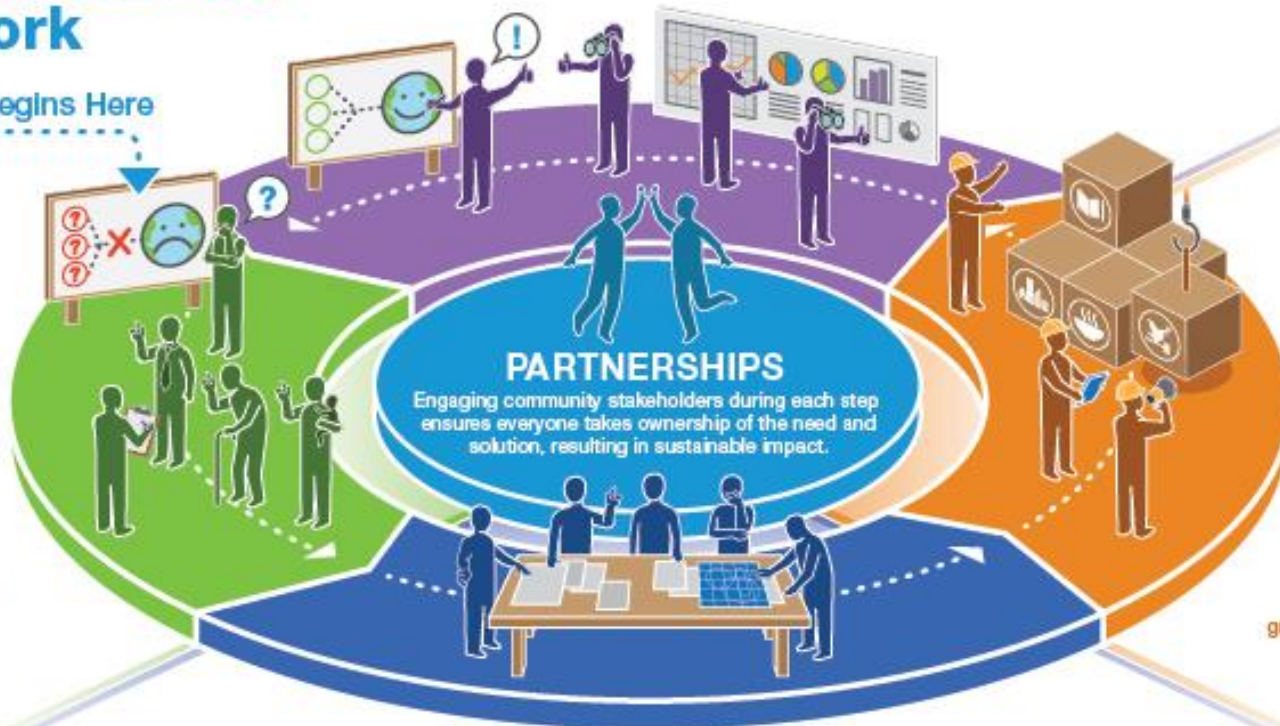 ork
egins Here
!
?
?
?
?
PARTNERSHIPS
Engaging community stakeholders during each step
ensures everyone takes ownership of the need and
solution, resulting in sustainable impact.